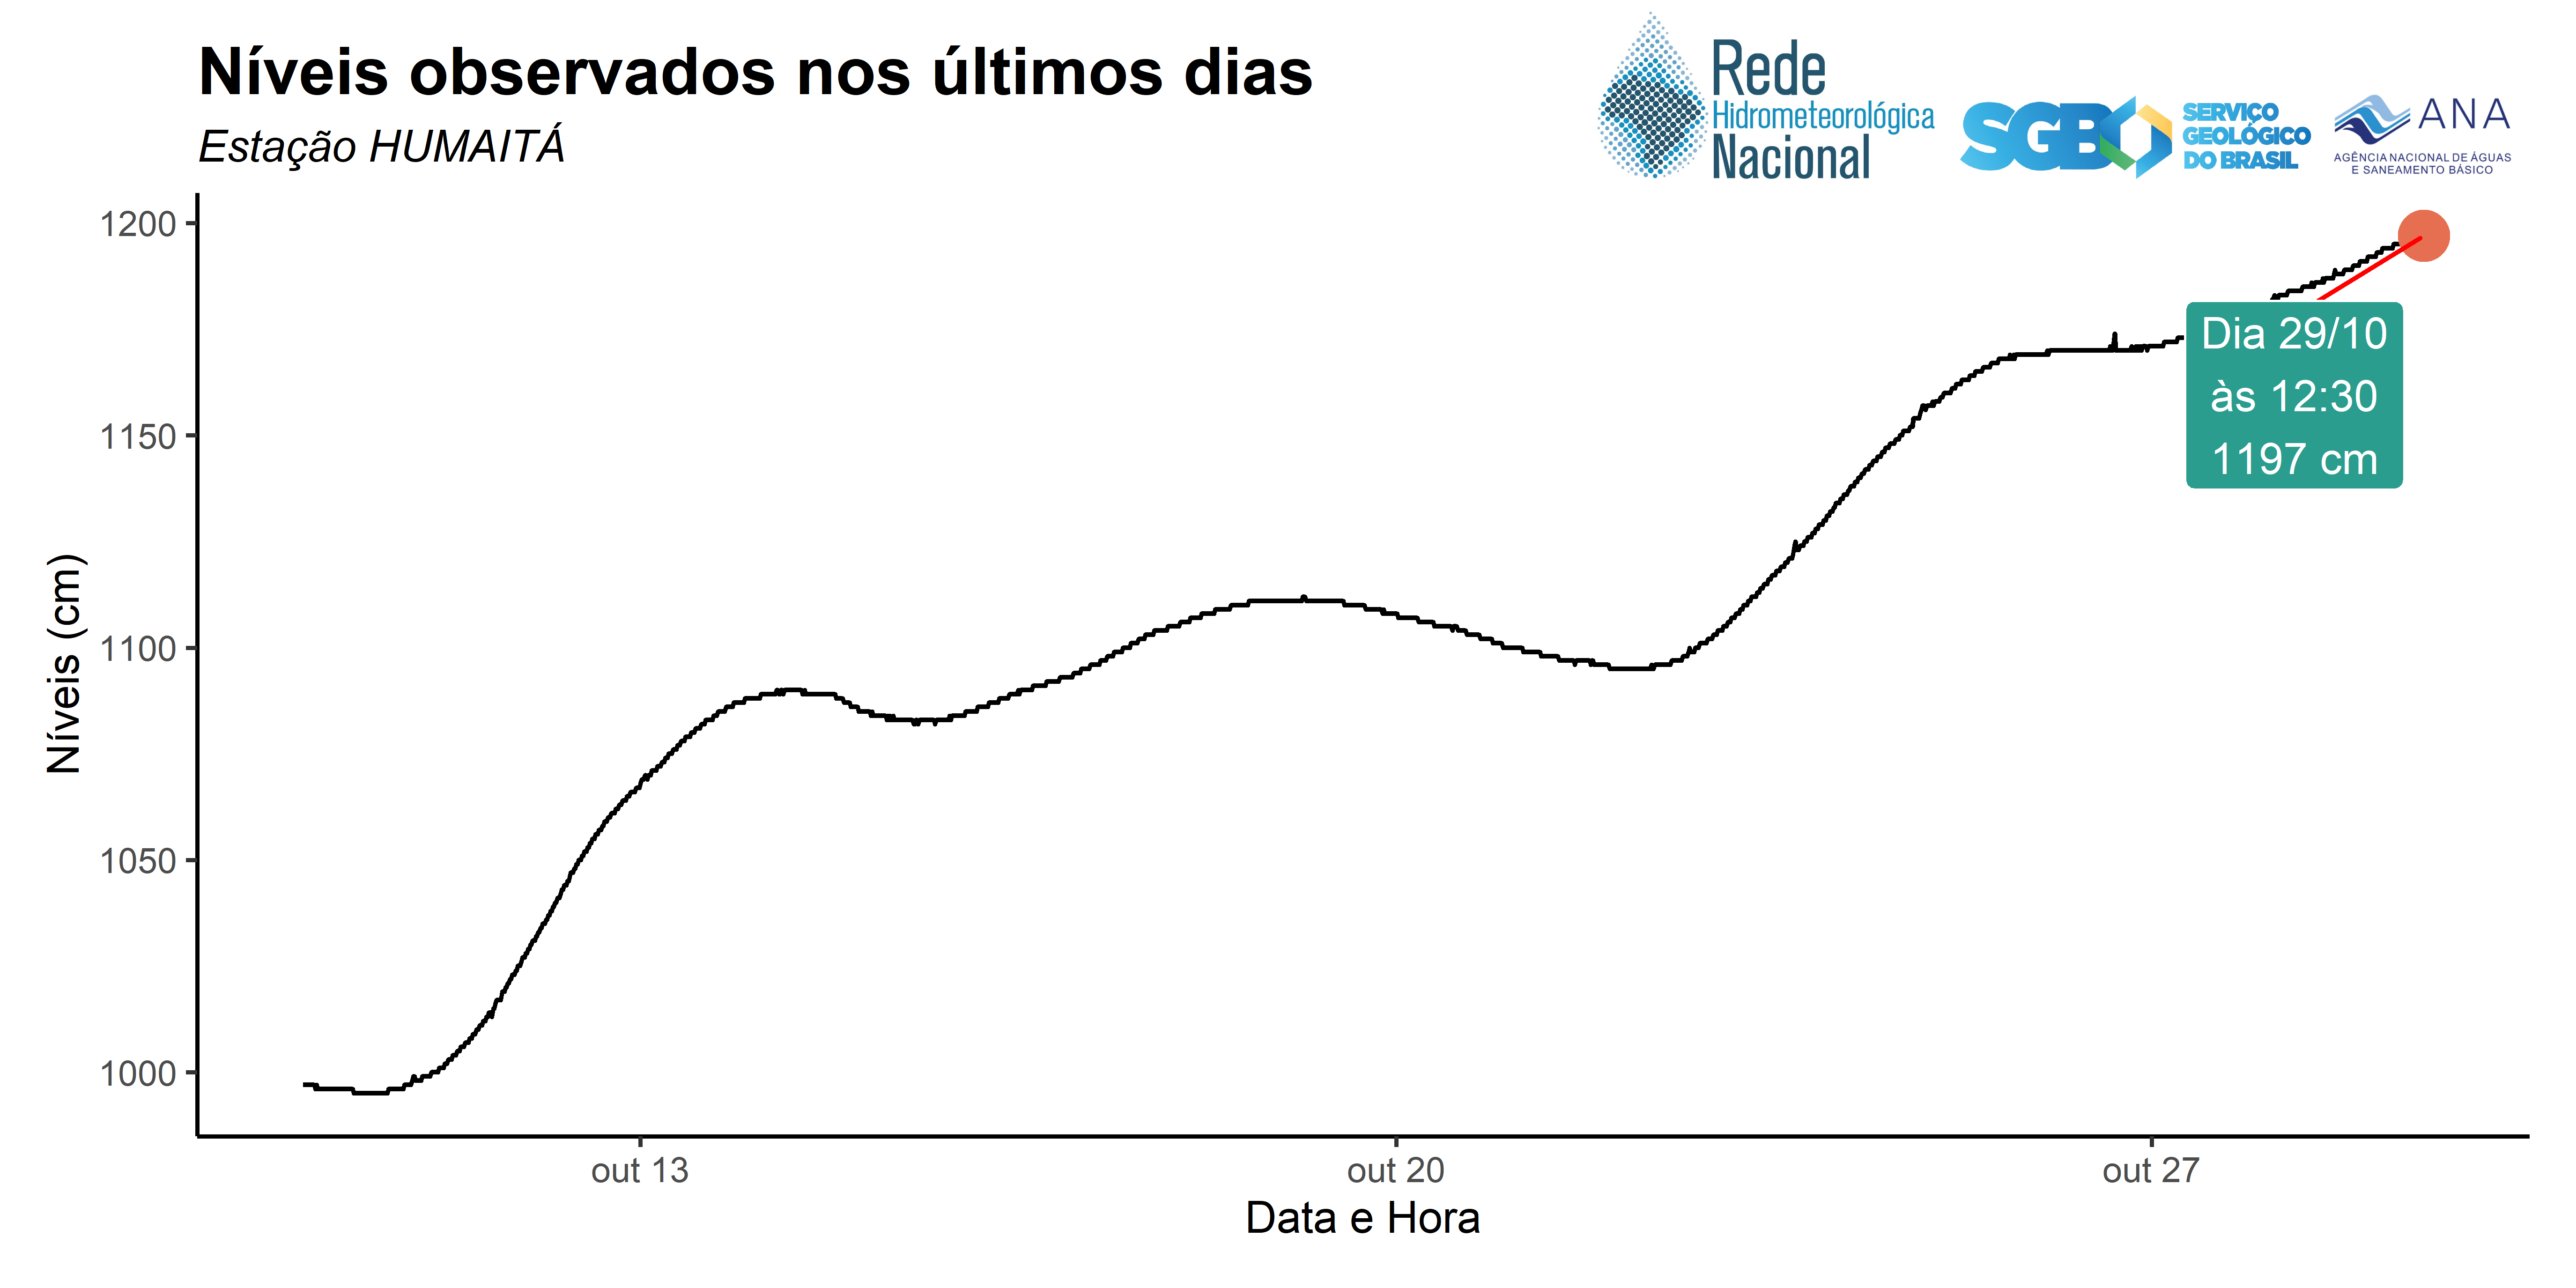 Níveis observados nos últimos dias
Estação HUMAITÁ
Rede
Hidrometeorológica
Nacional
SGB
SERVIÇO
GEOLÓGICO
DO BRASIL
ANA
AGÊNCIA NACIONAL DE ÁGUAS
E SANEAMENTO BÁSICO
1200
1150
1100
1050
1000
Níveis (cm)
Dia 29/10
às 12:30
1197 cm
out 13
out 20
out 27
Data e Hora